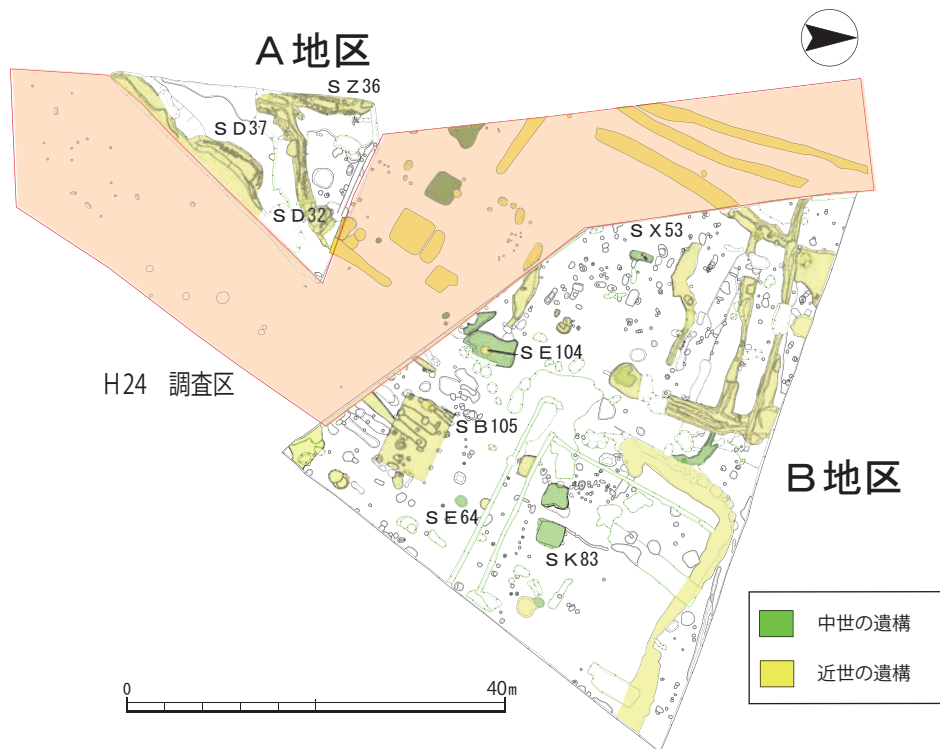 A地区
SZ36
SD37
SD32
SX53
SE104
H24 調査区
SB105
B地区
SE64
SK83
中世の遺構
近世の遺構
0 40m